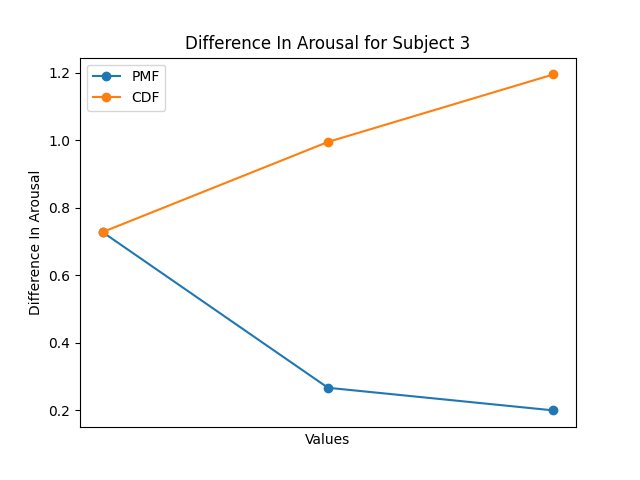 Difference In Arousal for Subject 3
PMF
CDF
1.2
1.0
0.8
0.6
0.4
0.2
Difference In Arousal
Values